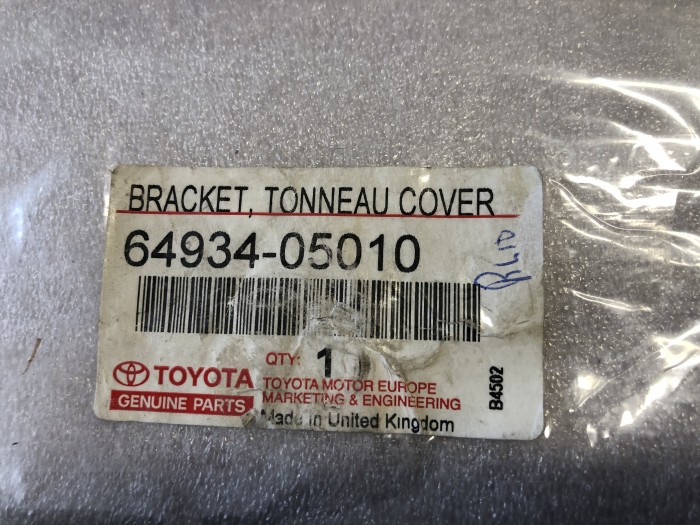 BRACKET, TONNEAU COVER
64934-05010
QTY: 1
TOYOTA
GENUINE PARTS
TOYOTA MOTOR EUROPE
MARKETING & ENGINEERING
Made in United Kingdom
B4502